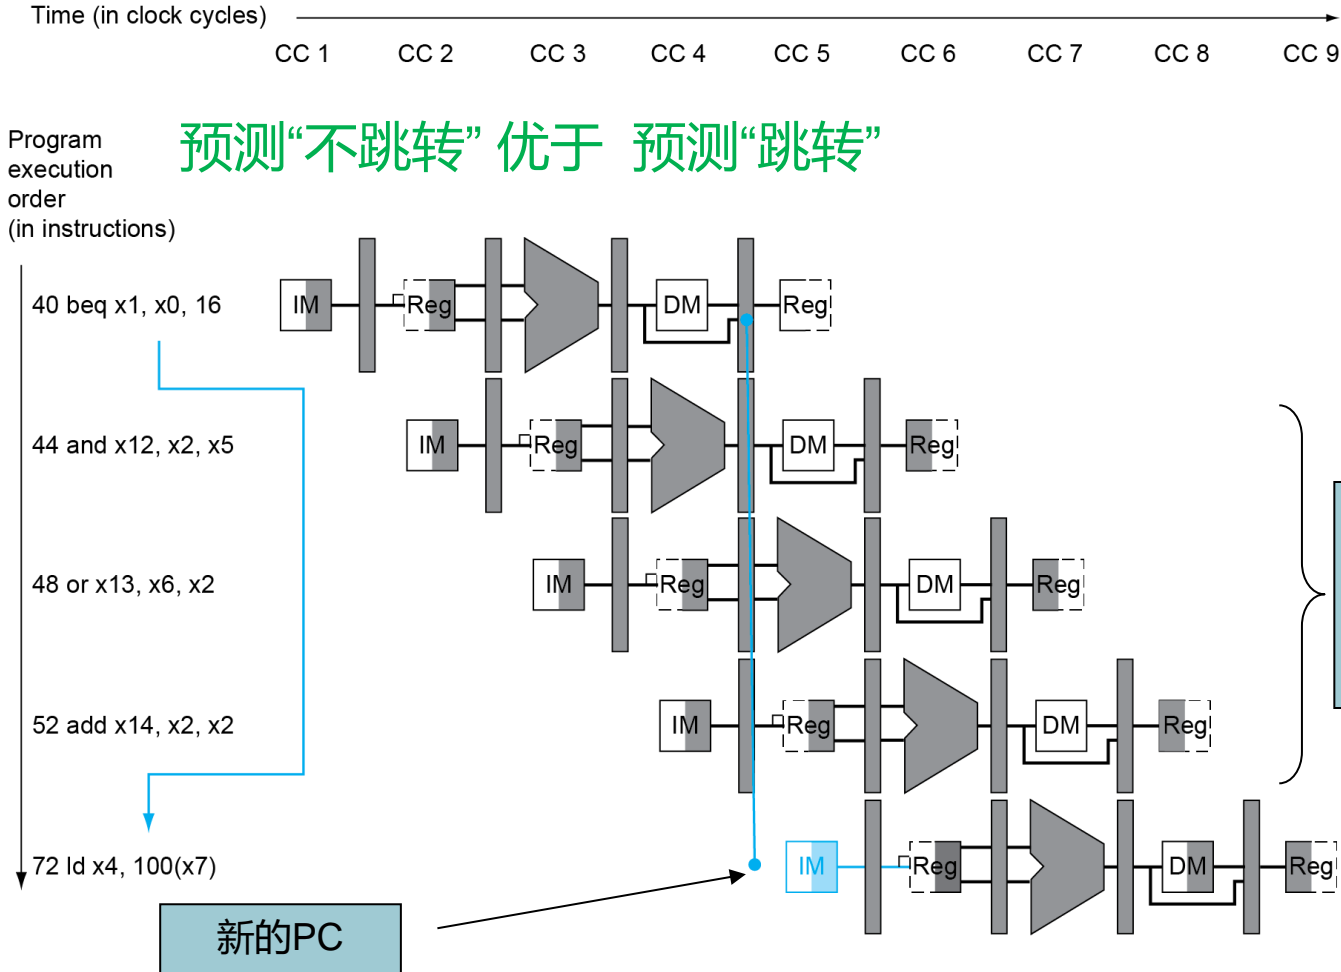 Time (in clock cycles)
CC 1 CC 2 CC 3 CC 4 CC 5 CC 6 CC 7 CC 8 CC 9
预测“不跳转” 优于 预测“跳转”
Program
execution
order
(in instructions)
40 beq x1, x0, 16
IM Reg DM Reg
44 and x12, x2, x5
IM Reg DM Reg
48 or x13, x6, x2
IM Reg DM Reg
52 add x14, x2, x2
IM Reg DM Reg
72 ld x4, 100(x7)
IM Reg DM Reg
新的PC